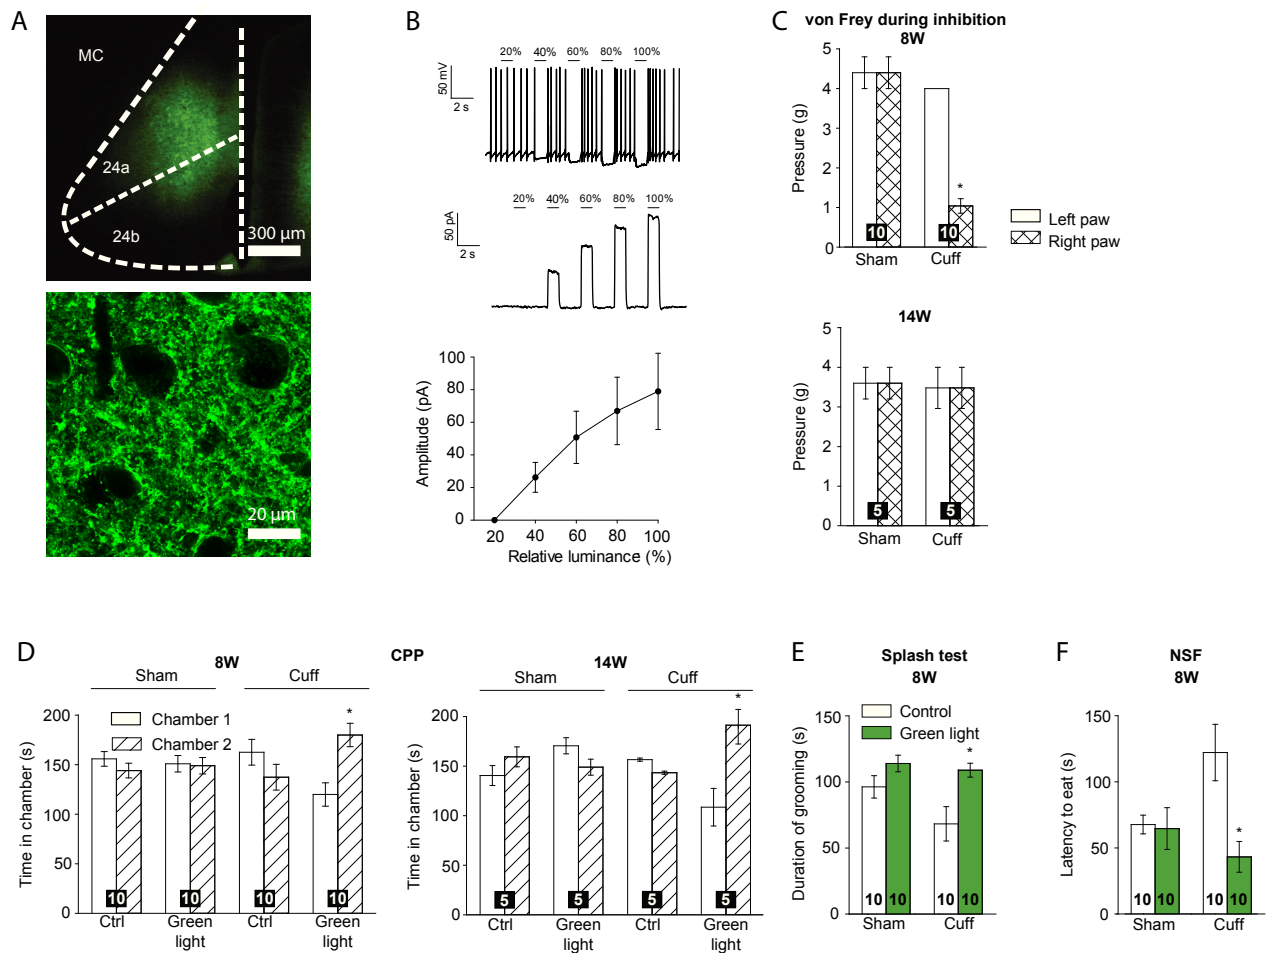 A
MC
24a
24b
300 µm
20 µm
B
20% 40% 60% 80% 100%
50 mV
2 s
20% 40% 60% 80% 100%
50 pA
2 s
100
80
60
40
20
0
Amplitude (pA)
20 40 60 80 100
Relative luminance (%)
C
von Frey during inhibition
8W
5
4
3
2
1
0
Pressure (g)
*
10 10
Sham Cuff
Left paw
Right paw
14W
5
4
3
2
1
0
Pressure (g)
5 5
Sham Cuff
D
CPP
8W
Sham Cuff
Chamber 1
Chamber 2
200
150
100
50
0
Time in chamber (s)
*
10 10 10 10
Ctrl Green light Ctrl Green light
14W
Sham Cuff
200
150
100
50
0
Time in chamber (s)
*
5 5 5 5
Ctrl Green light Ctrl Green light
E
Splash test
8W
Control
Green light
150
100
50
0
Duration of grooming (s)
*
10 10 10 10
Sham Cuff
F
NSF
8W
150
100
50
0
Latency to eat (s)
*
10 10 10 10
Sham Cuff